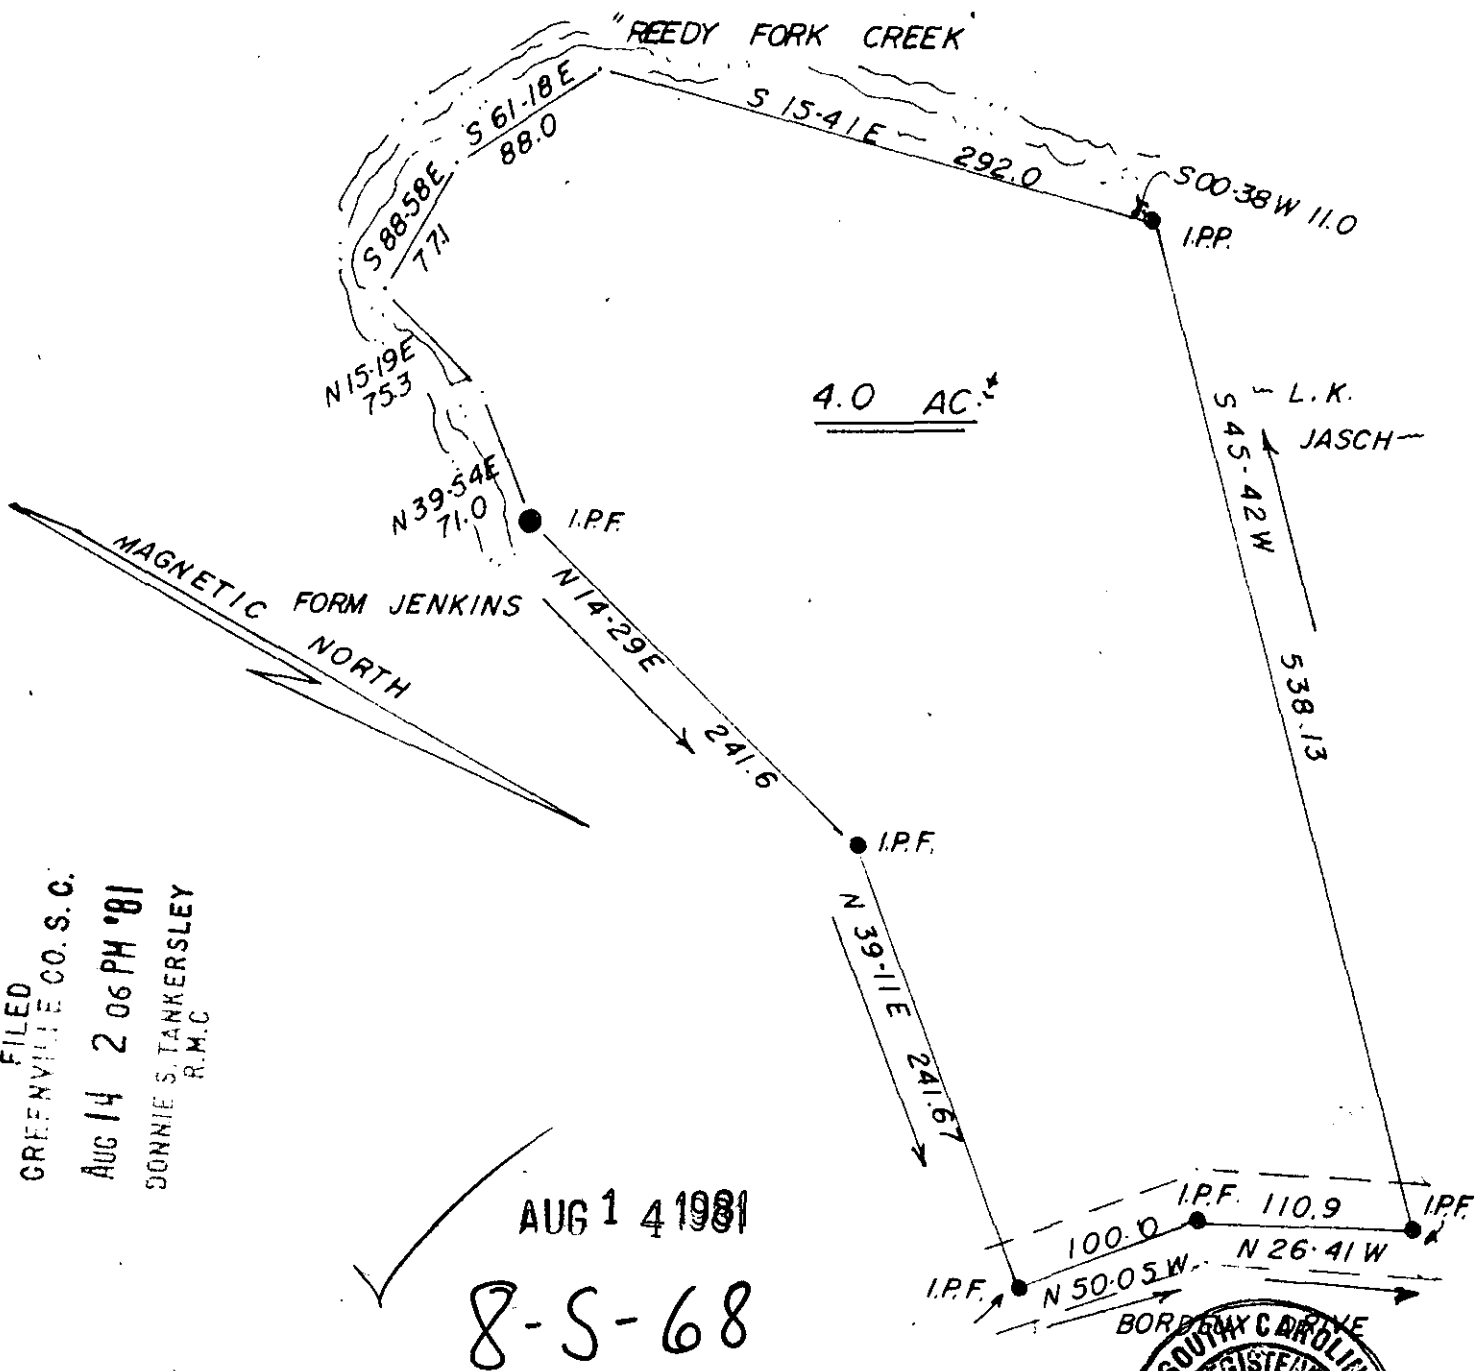 "REEDY FORK CREEK"
S 61-18 E
88.0
S 15-41 E
292.0
S 00-38 W 11.0
I.P.P.
S 88-58 E
77.1
N 15-19 E
75.3
4.0 AC.±
L. K.
JASCH
S 45-42 W
538.13
N 39-54 E
71.0
I.P.F.
MAGNETIC
NORTH
FORM JENKINS
N 14-29 E
241.6
I.P.F.
N 39-11 E
241.67
FILED
GREENVILLE CO. S. C.
AUG 14 2 06 PM '81
DONNIE S. TANKERSLEY
R.M.C
AUG 14 1981
8-S-68
I.P.F.
100.0
N 50-05 W
I.P.F.
110.9
N 26-41 W
I.P.F.
DRIVE
SOUTH CAROLIN